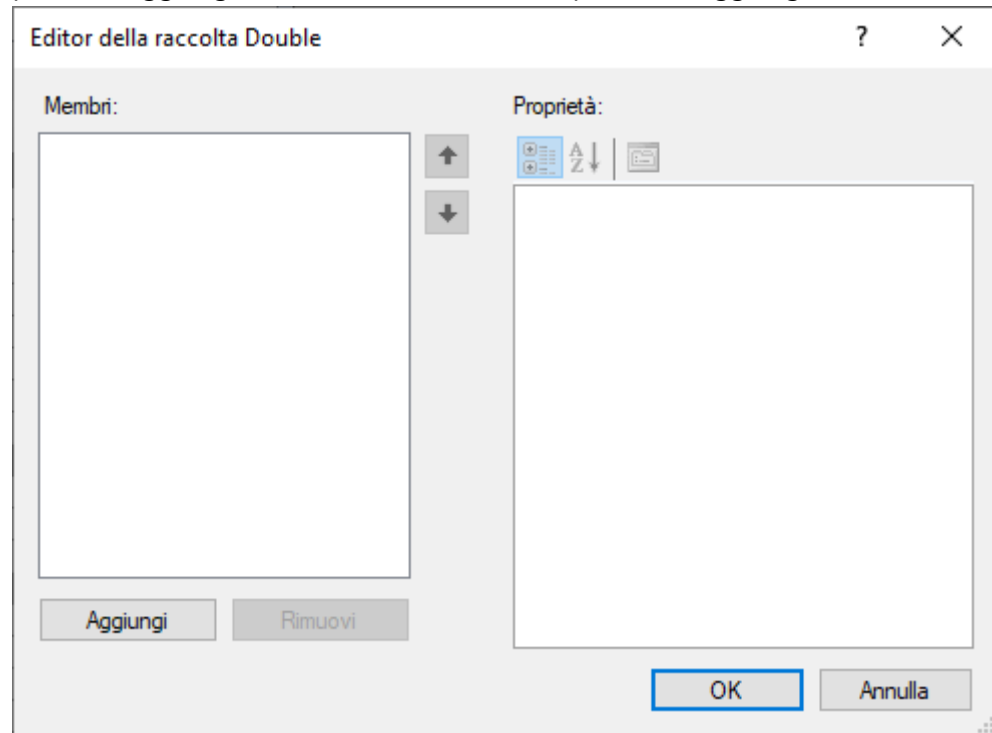 Editor della raccolta Double
?
Membri:
Proprietà:
Aggiungi
Rimuovi
OK
Annulla